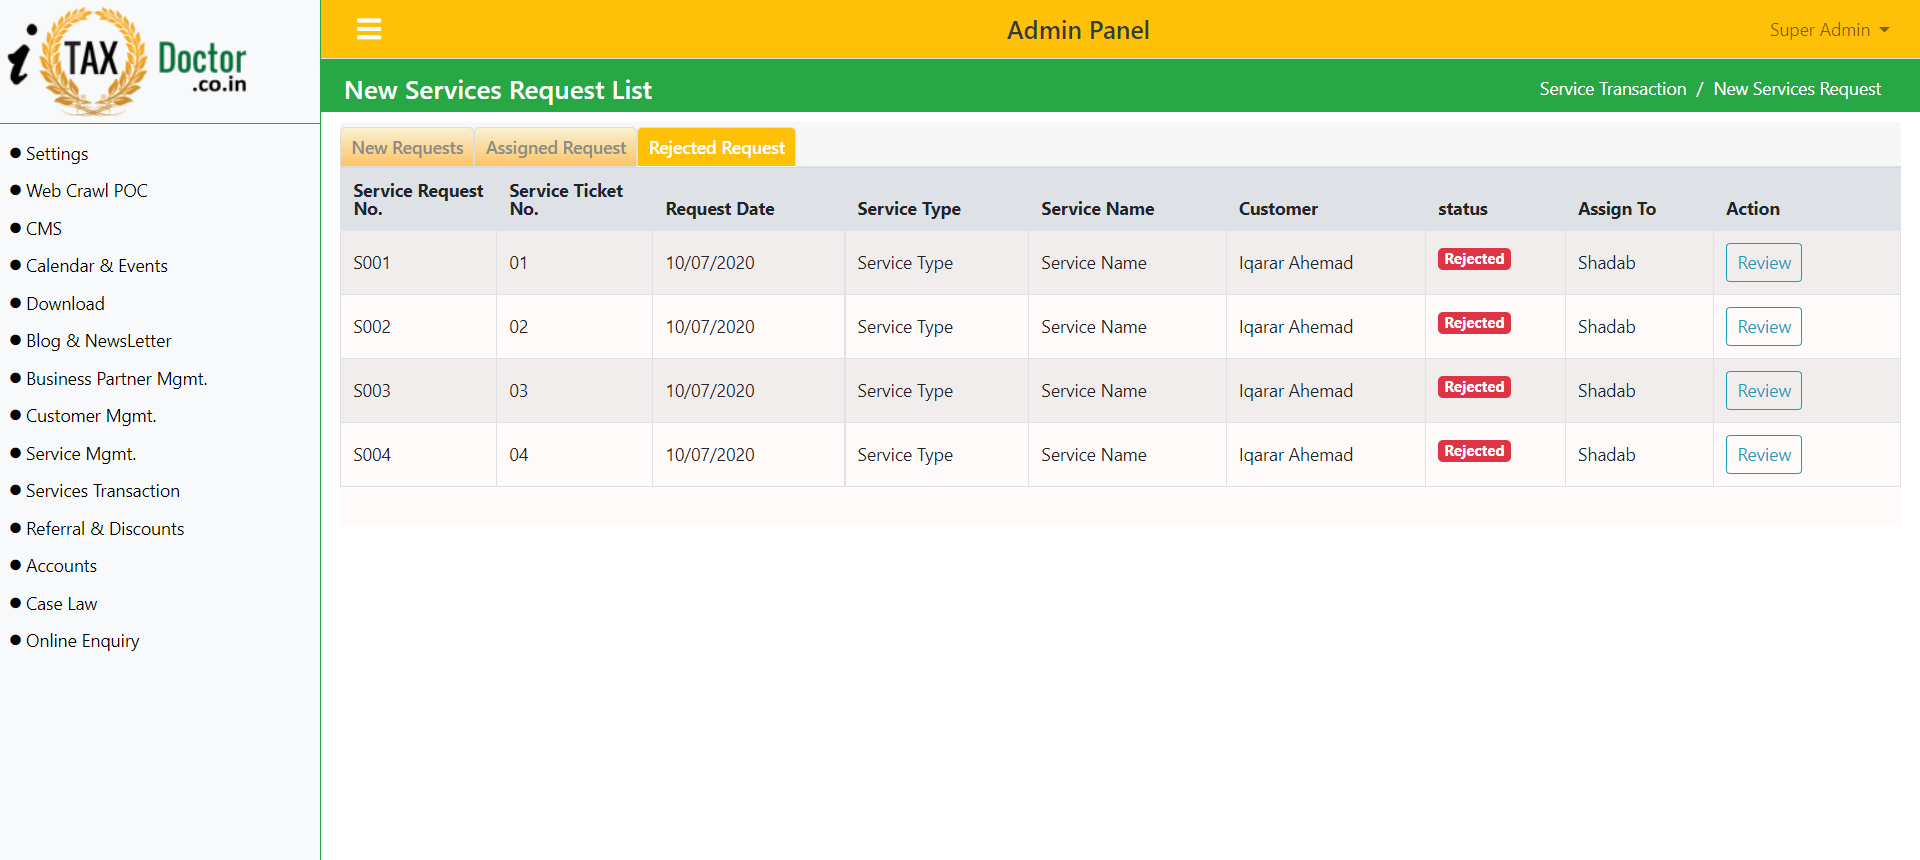 i TAX Doctor
.co.in
Admin Panel
Super Admin
New Services Request List
Service Transaction / New Services Request
Settings
Web Crawl POC
CMS
Calendar & Events
Download
Blog & NewsLetter
Business Partner Mgmt.
Customer Mgmt.
Service Mgmt.
Services Transaction
Referral & Discounts
Accounts
Case Law
Online Enquiry
New Requests Assigned Request Rejected Request
Service Request No. Service Ticket No. Request Date Service Type Service Name Customer status Assign To Action
S001 01 10/07/2020 Service Type Service Name Iqarar Ahemad Rejected Shadab Review
S002 02 10/07/2020 Service Type Service Name Iqarar Ahemad Rejected Shadab Review
S003 03 10/07/2020 Service Type Service Name Iqarar Ahemad Rejected Shadab Review
S004 04 10/07/2020 Service Type Service Name Iqarar Ahemad Rejected Shadab Review